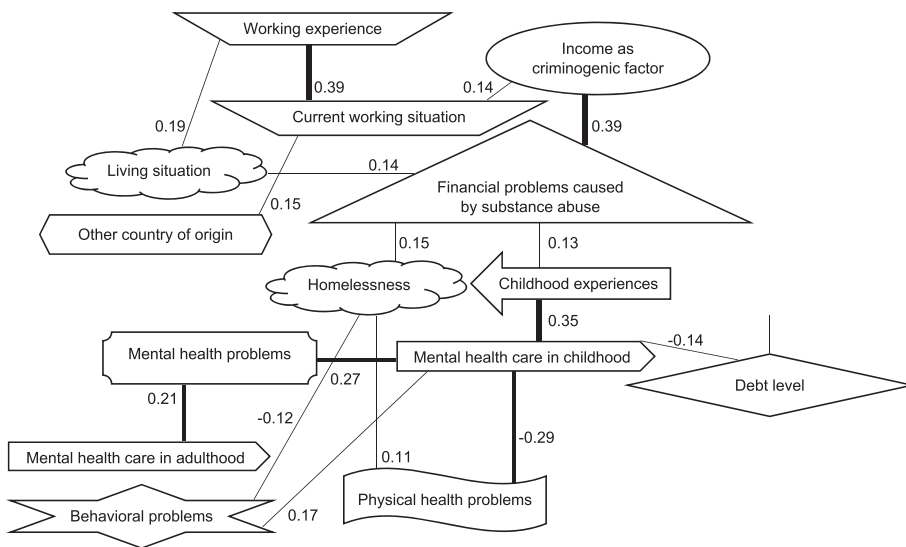 Working experience
Income as
criminogenic factor
0.39
0.14
Current working situation
0.19
0.39
Living situation
0.14
Financial problems caused
by substance abuse
0.15
Other country of origin
0.15
0.13
Homelessness
Childhood experiences
0.35
-0.14
Mental health problems
Mental health care in childhood
0.27
Debt level
0.21
-0.12
-0.29
Mental health care in adulthood
0.11
Physical health problems
Behavioral problems
0.17